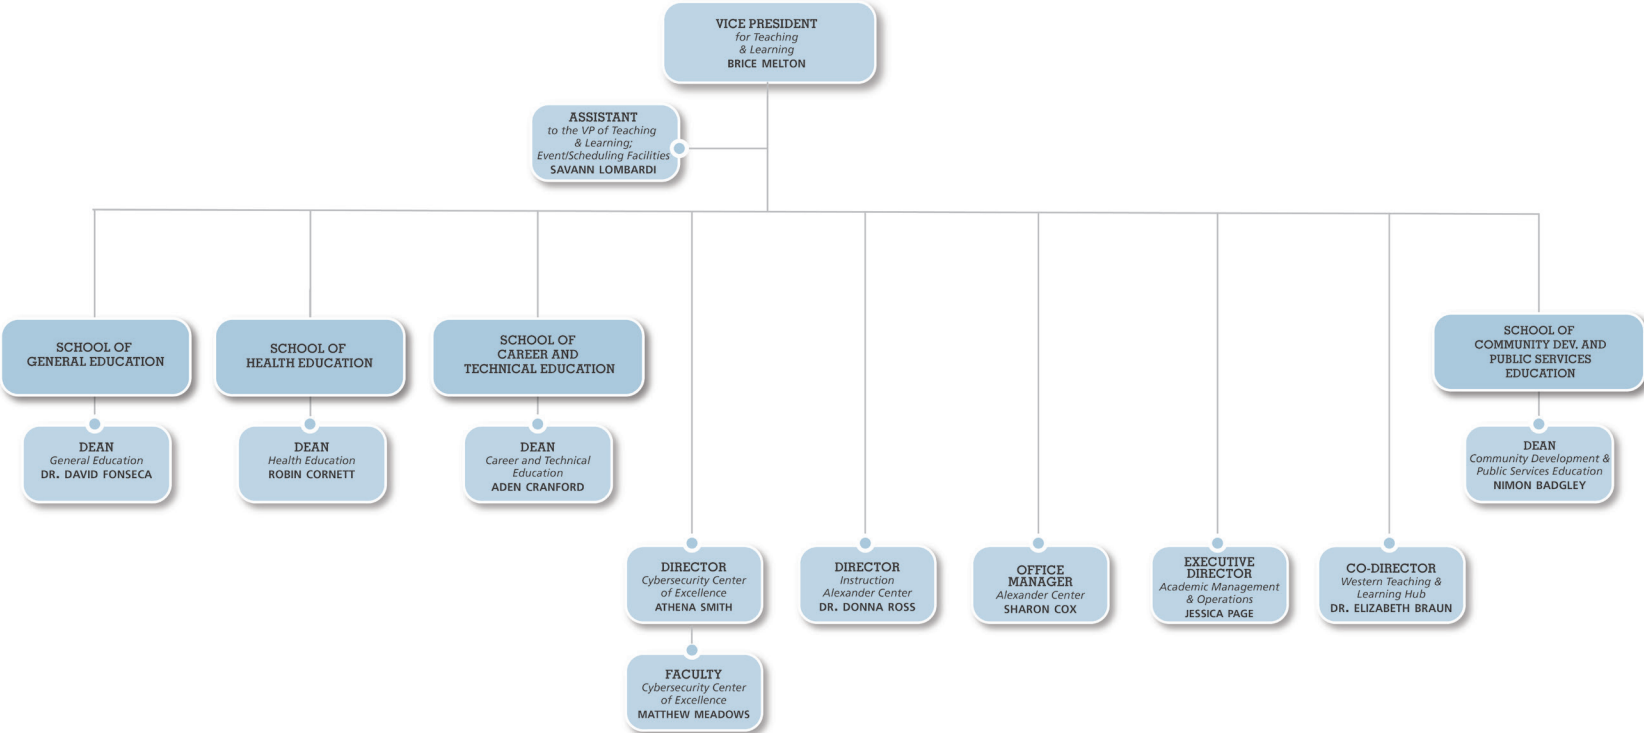 VICE PRESIDENT
for Teaching
& Learning
BRICE MELTON
ASSISTANT
to the VP of Teaching
& Learning;
Event/Scheduling Facilities
SAVANN LOMBARDI
SCHOOL OF
GENERAL EDUCATION
SCHOOL OF
HEALTH EDUCATION
SCHOOL OF
CAREER AND
TECHNICAL EDUCATION
SCHOOL OF
COMMUNITY DEV. AND
PUBLIC SERVICES
EDUCATION
DEAN
General Education
DR. DAVID FONSECA
DEAN
Health Education
ROBIN CORNETT
DEAN
Career and Technical
Education
ADEN CRANFORD
DEAN
Community Development &
Public Services Education
NIMON BADGLEY
DIRECTOR
Cybersecurity Center
of Excellence
ATHENA SMITH
DIRECTOR
Instruction
Alexander Center
DR. DONNA ROSS
OFFICE
MANAGER
Alexander Center
SHARON COX
EXECUTIVE
DIRECTOR
Academic Management
& Operations
JESSICA PAGE
CO-DIRECTOR
Western Teaching &
Learning Hub
DR. ELIZABETH BRAUN
FACULTY
Cybersecurity Center
of Excellence
MATTHEW MEADOWS